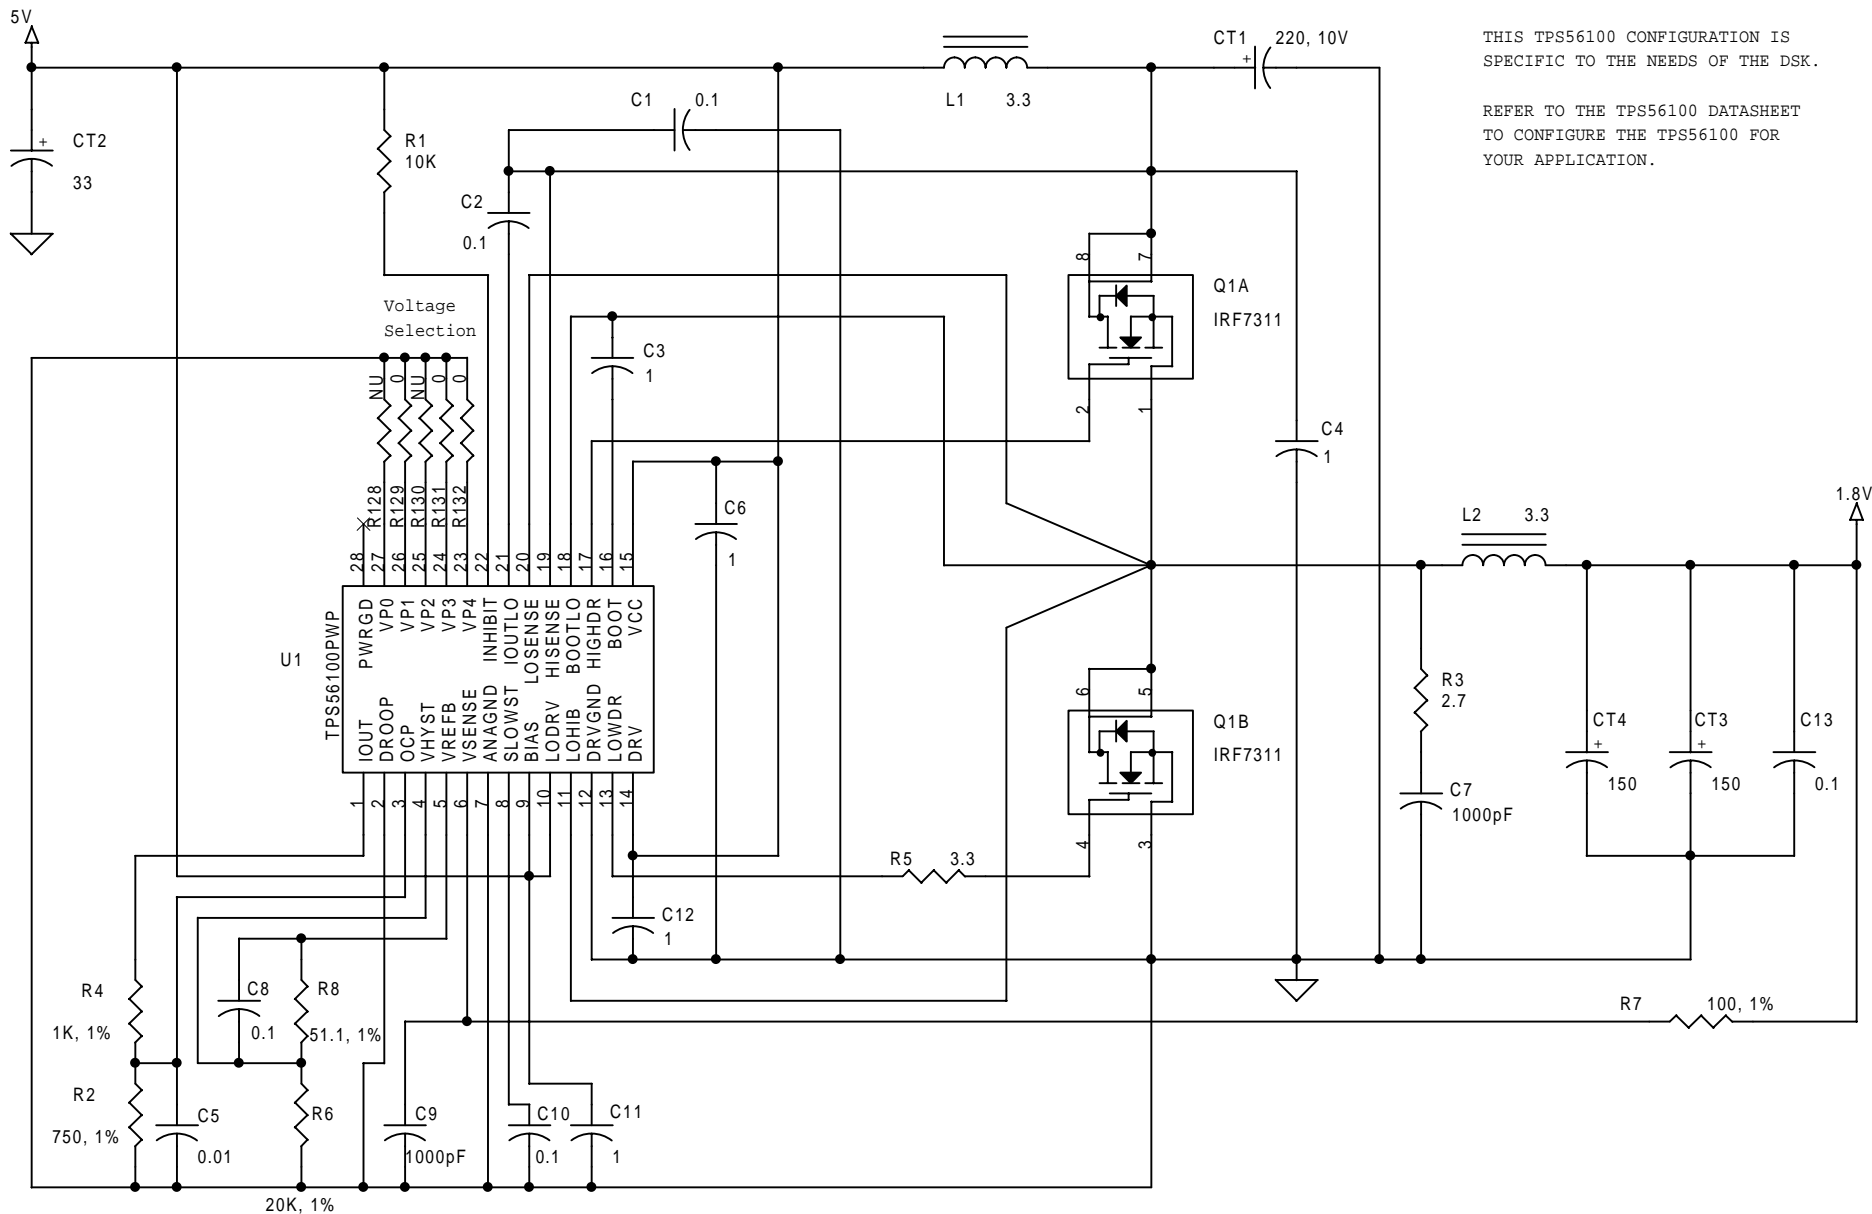 5V
CT1 220, 10V
THIS TPS56100 CONFIGURATION IS
SPECIFIC TO THE NEEDS OF THE DSK.
REFER TO THE TPS56100 DATASHEET
TO CONFIGURE THE TPS56100 FOR
YOUR APPLICATION.
+
L1 3.3
C1 0.1
+
CT2
33
R1
10K
C2
0.1
8
7
Q1A
IRF7311
2
1
Voltage
Selection
C3
1
NU
0
NU
0
0
R128
R129
R130
R131
R132
C4
1
C6
1
L2 3.3
1.8V
28
27
26
25
24
23
22
21
20
19
18
17
16
15
U1
TPS56100PWP
PWRGD
VP0
VP1
VP2
VP3
VP4
INHIBIT
IOUTLO
LOSENSE
HISENSE
BOOTLO
HIGHDR
BOOT
VCC
IOUT
DROOP
OCP
VHYST
VREFB
VSENSE
ANAGND
SLOWST
BIAS
LODRV
LOHIB
DRVGND
LOWDR
DRV
1
2
3
4
5
6
7
8
9
10
11
12
13
14
6
5
Q1B
IRF7311
4
3
R3
2.7
C7
1000pF
CT4
+
150
CT3
+
150
C13
0.1
R5 3.3
C12
1
R4
1K, 1%
C8
0.1
R8
51.1, 1%
R7 100, 1%
R2
750, 1%
C5
0.01
R6
20K, 1%
C9
1000pF
C10
0.1
C11
1